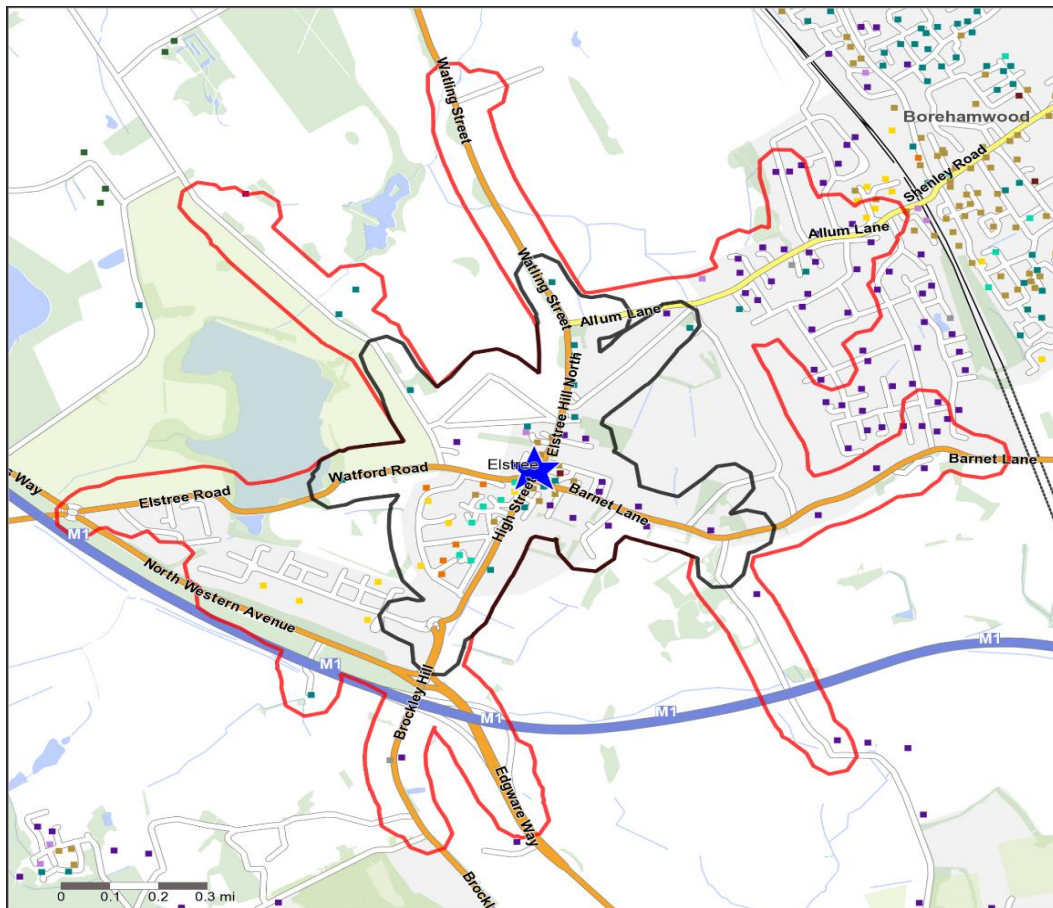 Watling Street
Borehamwood
Shenley Road
Allum Lane
Watling Street
Allum Lane
Elstree Hill North
Elstree
Watford Road
Barnet Lane
Barnet Lane
s Way
Elstree Road
High Street
M1
North Western Avenue
M1
M1
Brockley Hill
M1
M1
Edgware Way
Brockl
0 0.1 0.2 0.3 mi